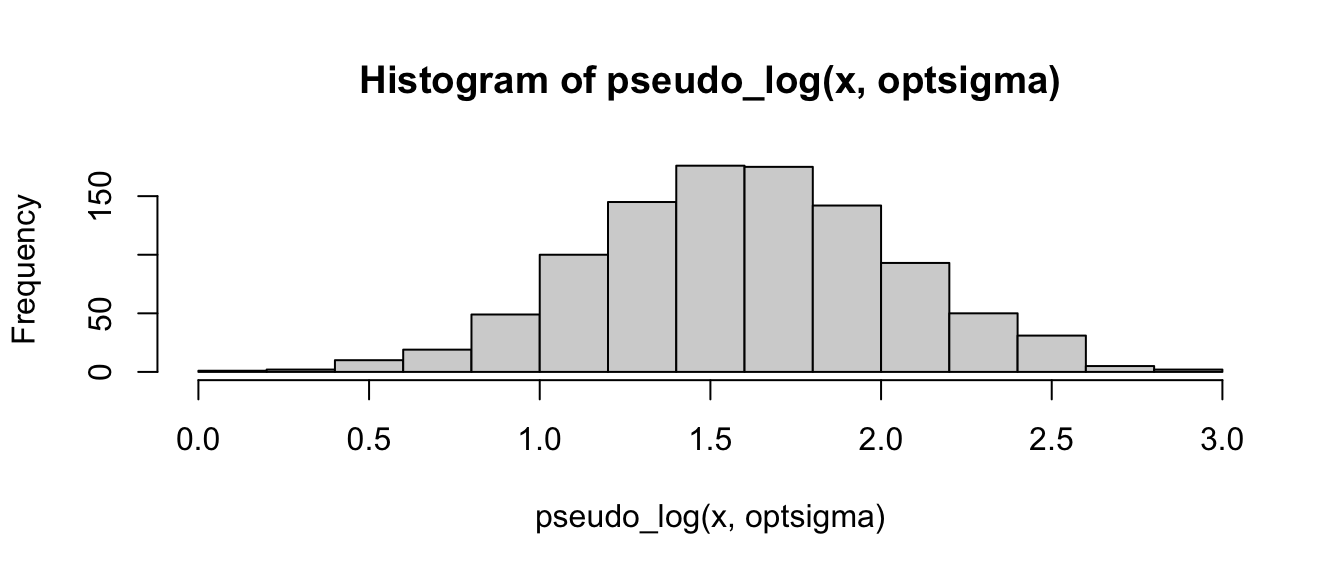 Histogram of pseudo_log(x, optsigma)
Frequency
150
50
0
0.0 0.5 1.0 1.5 2.0 2.5 3.0
pseudo_log(x, optsigma)